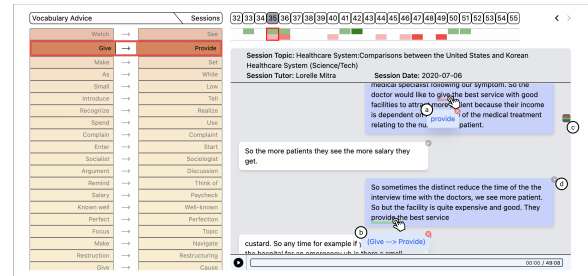 Vocabulary Advice Sessions
Watch → See
Give → Provide
Make → Set
As → While
Small → Low
Introduce → Tell
Recognize → Realize
Spend → Use
Complain → Complaint
Enter → Start
Socialist → Sociologist
Argument → Discussion
Remind → Think of
Salary → Paycheck
Known well → Well-known
Perfect → Perfection
Focus → Topic
Make → Navigate
Restruction → Restructuring
Give → Cause
32 33 34 35 36 37 38 39 40 41 42 43 44 45 46 47 48 49 50 51 52 53 54 55 < >
Session Topic: Healthcare System:Comparisons between the United States and Korean
Healthcare System (Science/Tech)
Session Tutor: Lorelle Mitra Session Date: 2020-07-06
medical specialist following our symptom. So the
doctor would like to give the best service with good
facilities to attract more patient because their income
is dependent on of the medical treatment
relating to the patient.
a
provide
c
So the more patients they see the more salary they
get.
d
So sometimes the distinct reduce the time of the the
interview time with the doctors, we see more patient.
So but the facility is quite expensive and good. They
provide the best service
b
(Give --> Provide)
custard. So any time for example if
the hospital for an emergency
00:00 / 49:08